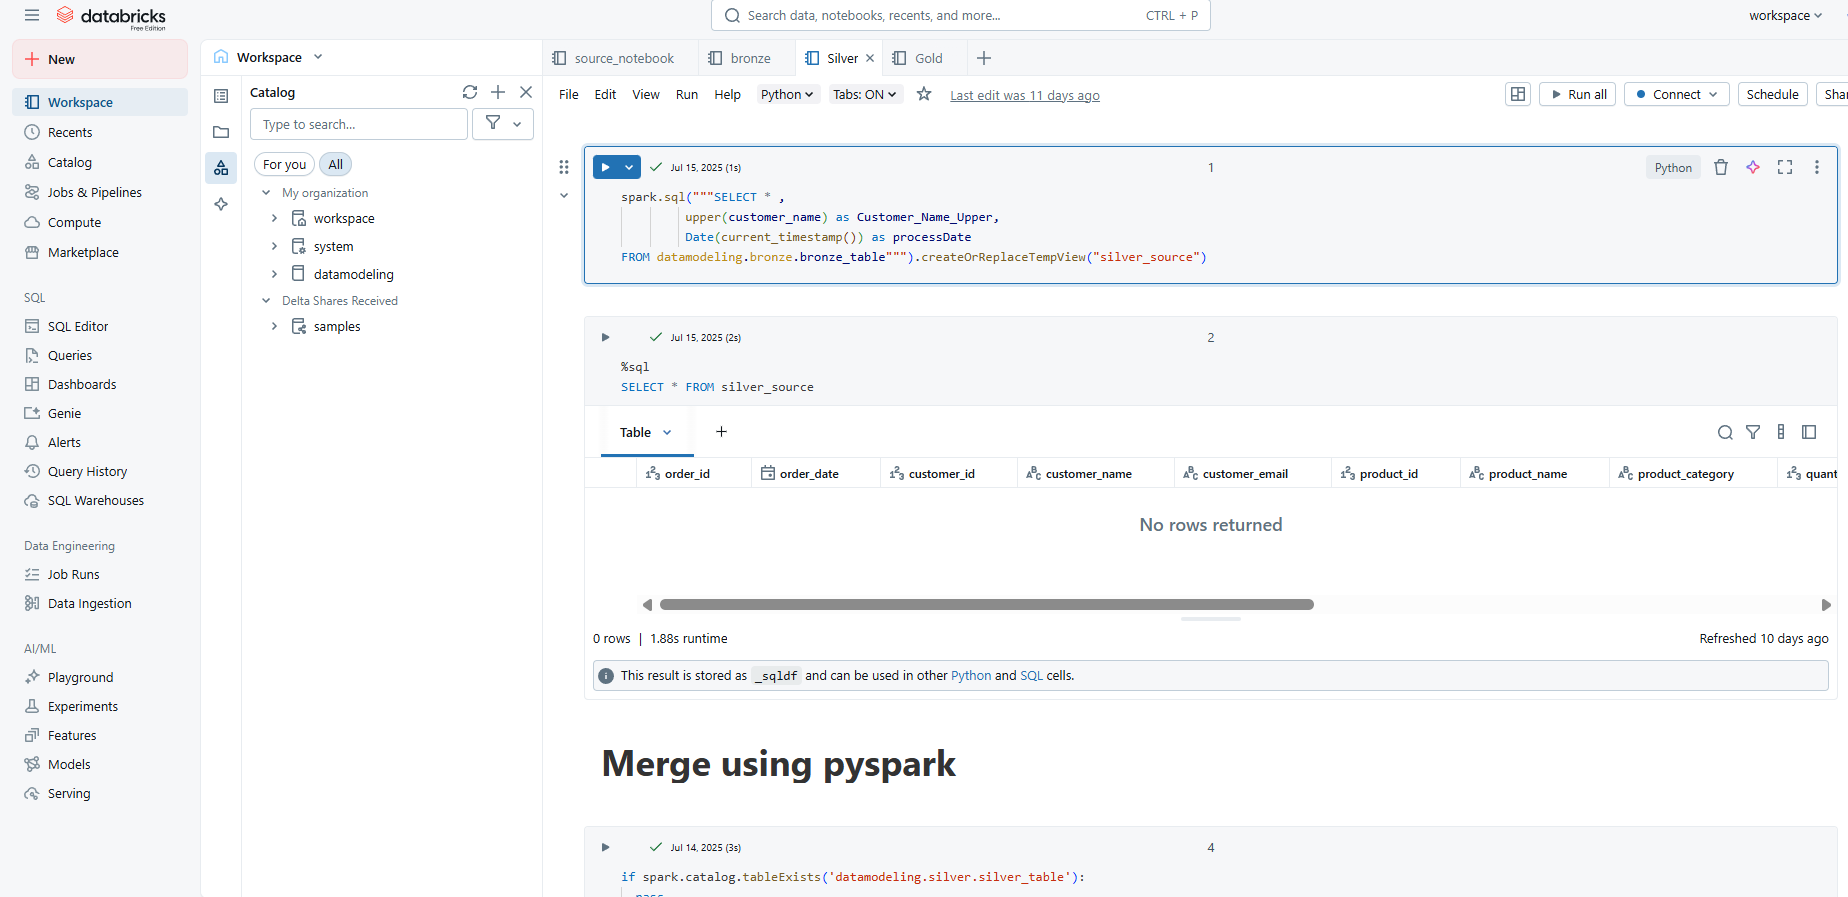 databricks
Free Edition
Search data, notebooks, recents, and more...
CTRL + P
workspace
New
Workspace
Recents
Catalog
Jobs & Pipelines
Compute
Marketplace
SQL
SQL Editor
Queries
Dashboards
Genie
Alerts
Query History
SQL Warehouses
Data Engineering
Job Runs
Data Ingestion
AI/ML
Playground
Experiments
Features
Models
Serving
Workspace
Catalog
Type to search...
For you All
My organization
workspace
system
datamodeling
Delta Shares Received
samples
source_notebook bronze Silver Gold
File Edit View Run Help Python Tabs: ON Last edit was 11 days ago
Run all Connect Schedule Shar
Jul 15, 2025 (1s) 1 Python
spark.sql("""SELECT * ,
upper(customer_name) as Customer_Name_Upper,
Date(current_timestamp()) as processDate
FROM datamodeling.bronze.bronze_table""").createOrReplaceTempView("silver_source")
Jul 15, 2025 (2s) 2
%sql
SELECT * FROM silver_source
Table
order_id order_date customer_id customer_name customer_email product_id product_name product_category quant
No rows returned
0 rows | 1.88s runtime Refreshed 10 days ago
This result is stored as _sqldf and can be used in other Python and SQL cells.
Merge using pyspark
Jul 14, 2025 (3s) 4
if spark.catalog.tableExists('datamodeling.silver.silver_table'):
pass